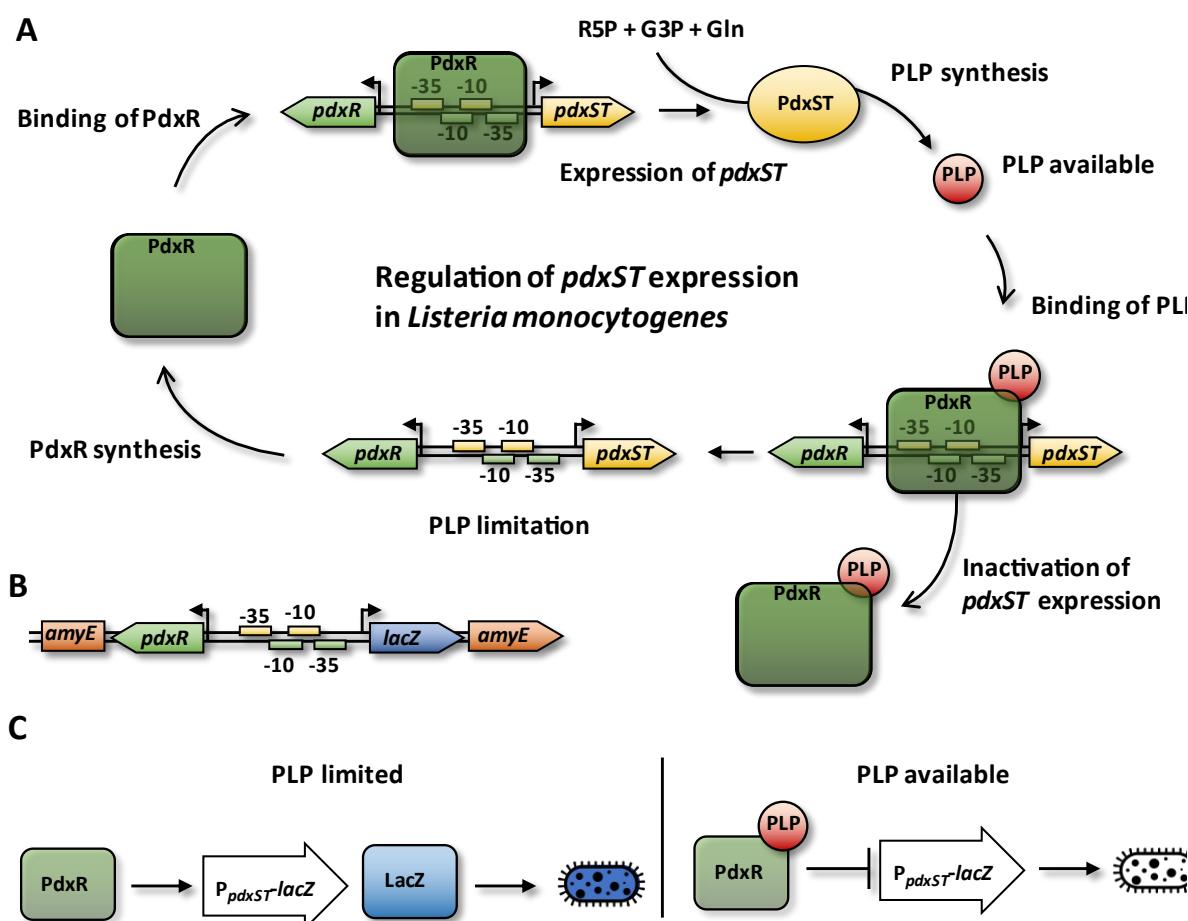 A
R5P + G3P + Gln
PdxR
-35 -10
pdxR
pdxST
-10 -35
Binding of PdxR
PdxST
PLP synthesis
Expression of pdxST
PLP
PLP available
PdxR
Regulation of pdxST expression
in Listeria monocytogenes
Binding of PL
PLP
PdxR
-35 -10
pdxR
pdxST
-10 -35
-35 -10
pdxR
pdxST
-10 -35
PdxR synthesis
PLP limitation
PLP
PdxR
Inactivation of
pdxST expression
B
-35 -10
amyE
pdxR
lacZ
amyE
-10 -35
C
PLP limited
PLP available
PLP
PdxR
PpdxST-lacZ
LacZ
PdxR
PpdxST-lacZ